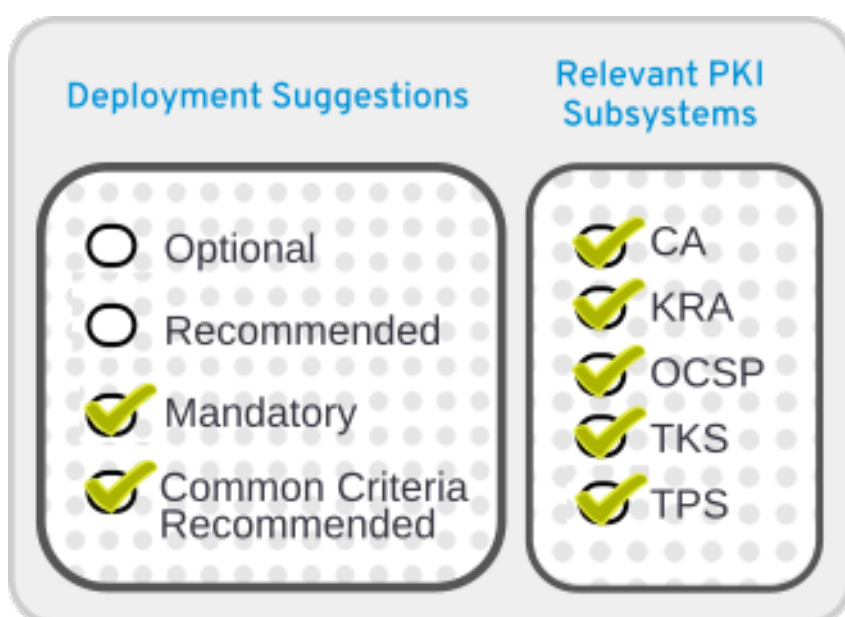 Deployment Suggestions
Relevant PKI
Subsystems
Optional
Recommended
Mandatory
Common Criteria
Recommended
CA
KRA
OCSP
TKS
TPS